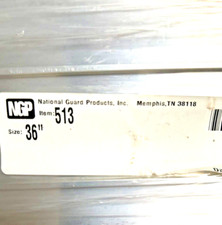 NGP National Guard Products, Inc. Memphis, TN 38118
Item: 513
Size: 36"